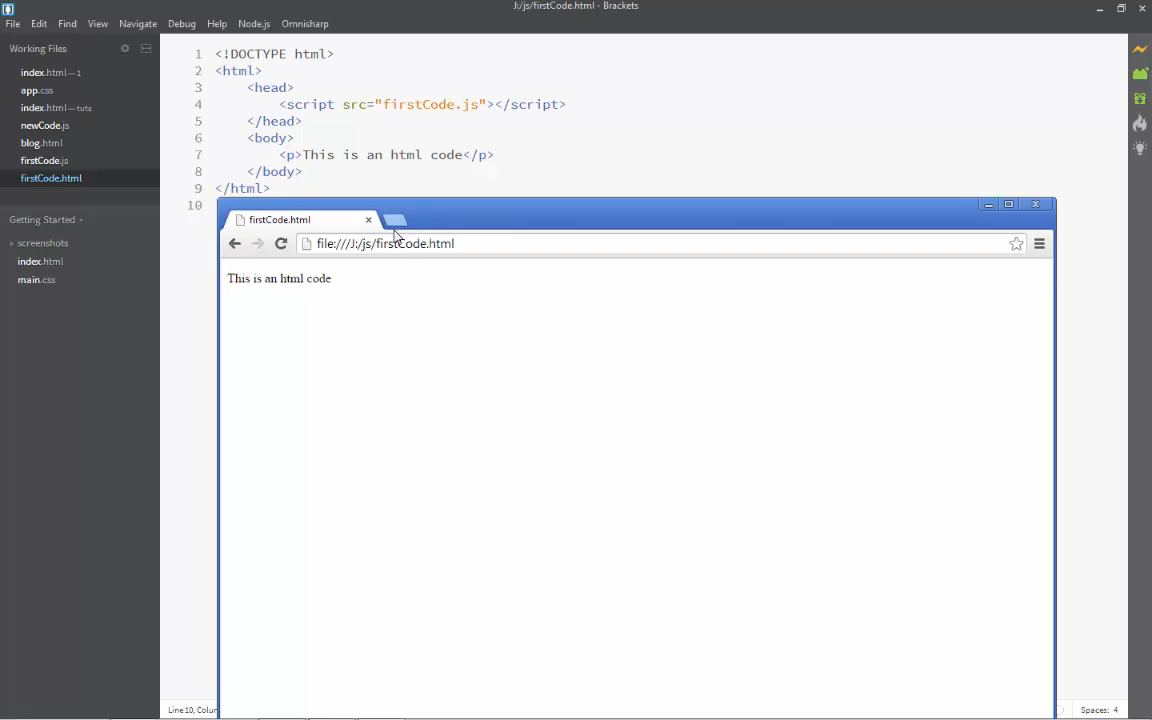 J:/js/firstCode.html - Brackets
File Edit Find View Navigate Debug Help Node.js Omnisharp
Working Files
index.html — 1
app.css
index.html — tuts
newCode.js
blog.html
firstCode.js
firstCode.html
Getting Started
screenshots
index.html
main.css
1 <!DOCTYPE html>
2 <html>
3 <head>
4 <script src="firstCode.js"></script>
5 </head>
6 <body>
7 <p>This is an html code</p>
8 </body>
9 </html>
10
firstCode.html
file:///J:/js/firstCode.html
This is an html code
Line 10, Colu
Spaces: 4